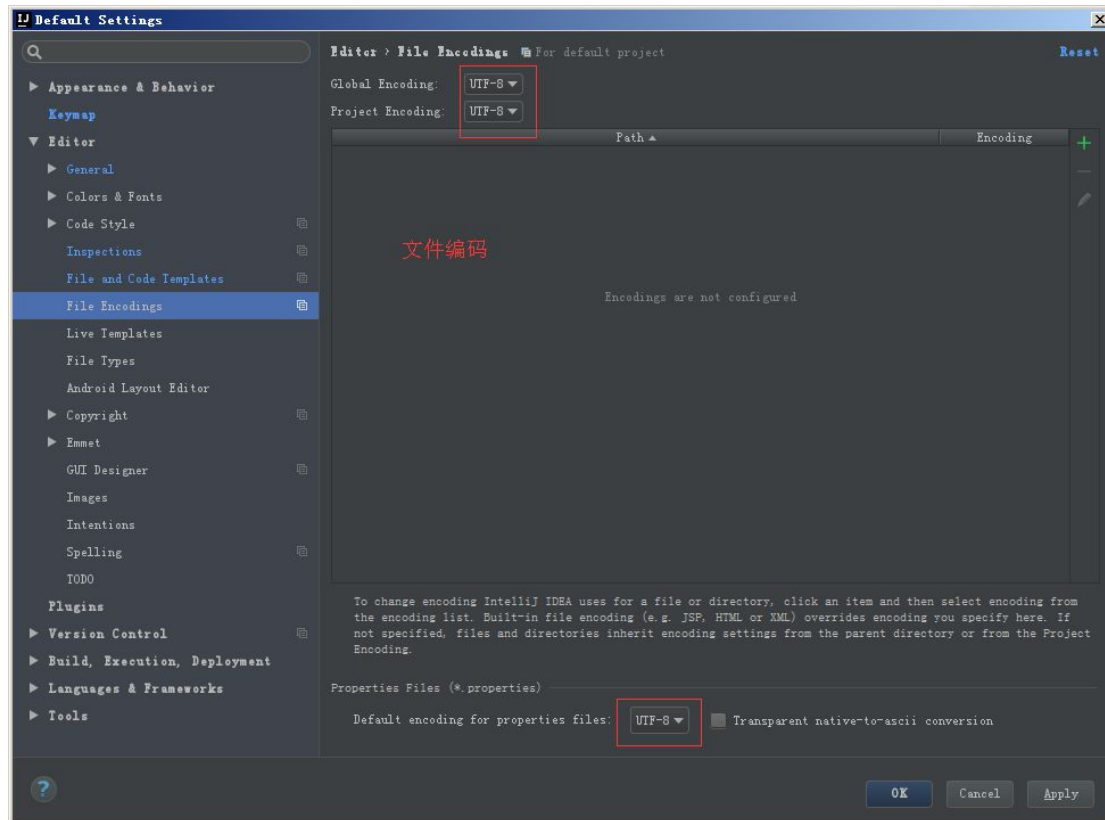 Default Settings
Editor › File Encodings For default project Reset
Appearance & Behavior
Keymap
Editor
General
Colors & Fonts
Code Style
Inspections
File and Code Templates
File Encodings
Live Templates
File Types
Android Layout Editor
Copyright
Emmet
GUI Designer
Images
Intentions
Spelling
TODO
Plugins
Version Control
Build, Execution, Deployment
Languages & Frameworks
Tools
Global Encoding: UTF-8
Project Encoding: UTF-8
Path Encoding
文件编码
Encodings are not configured
To change encoding IntelliJ IDEA uses for a file or directory, click an item and then select encoding from
the encoding list. Built-in file encoding (e.g. JSP, HTML or XML) overrides encoding you specify here. If
not specified, files and directories inherit encoding settings from the parent directory or from the Project
Encoding.
Properties Files (*.properties)
Default encoding for properties files: UTF-8 Transparent native-to-ascii conversion
? OK Cancel Apply